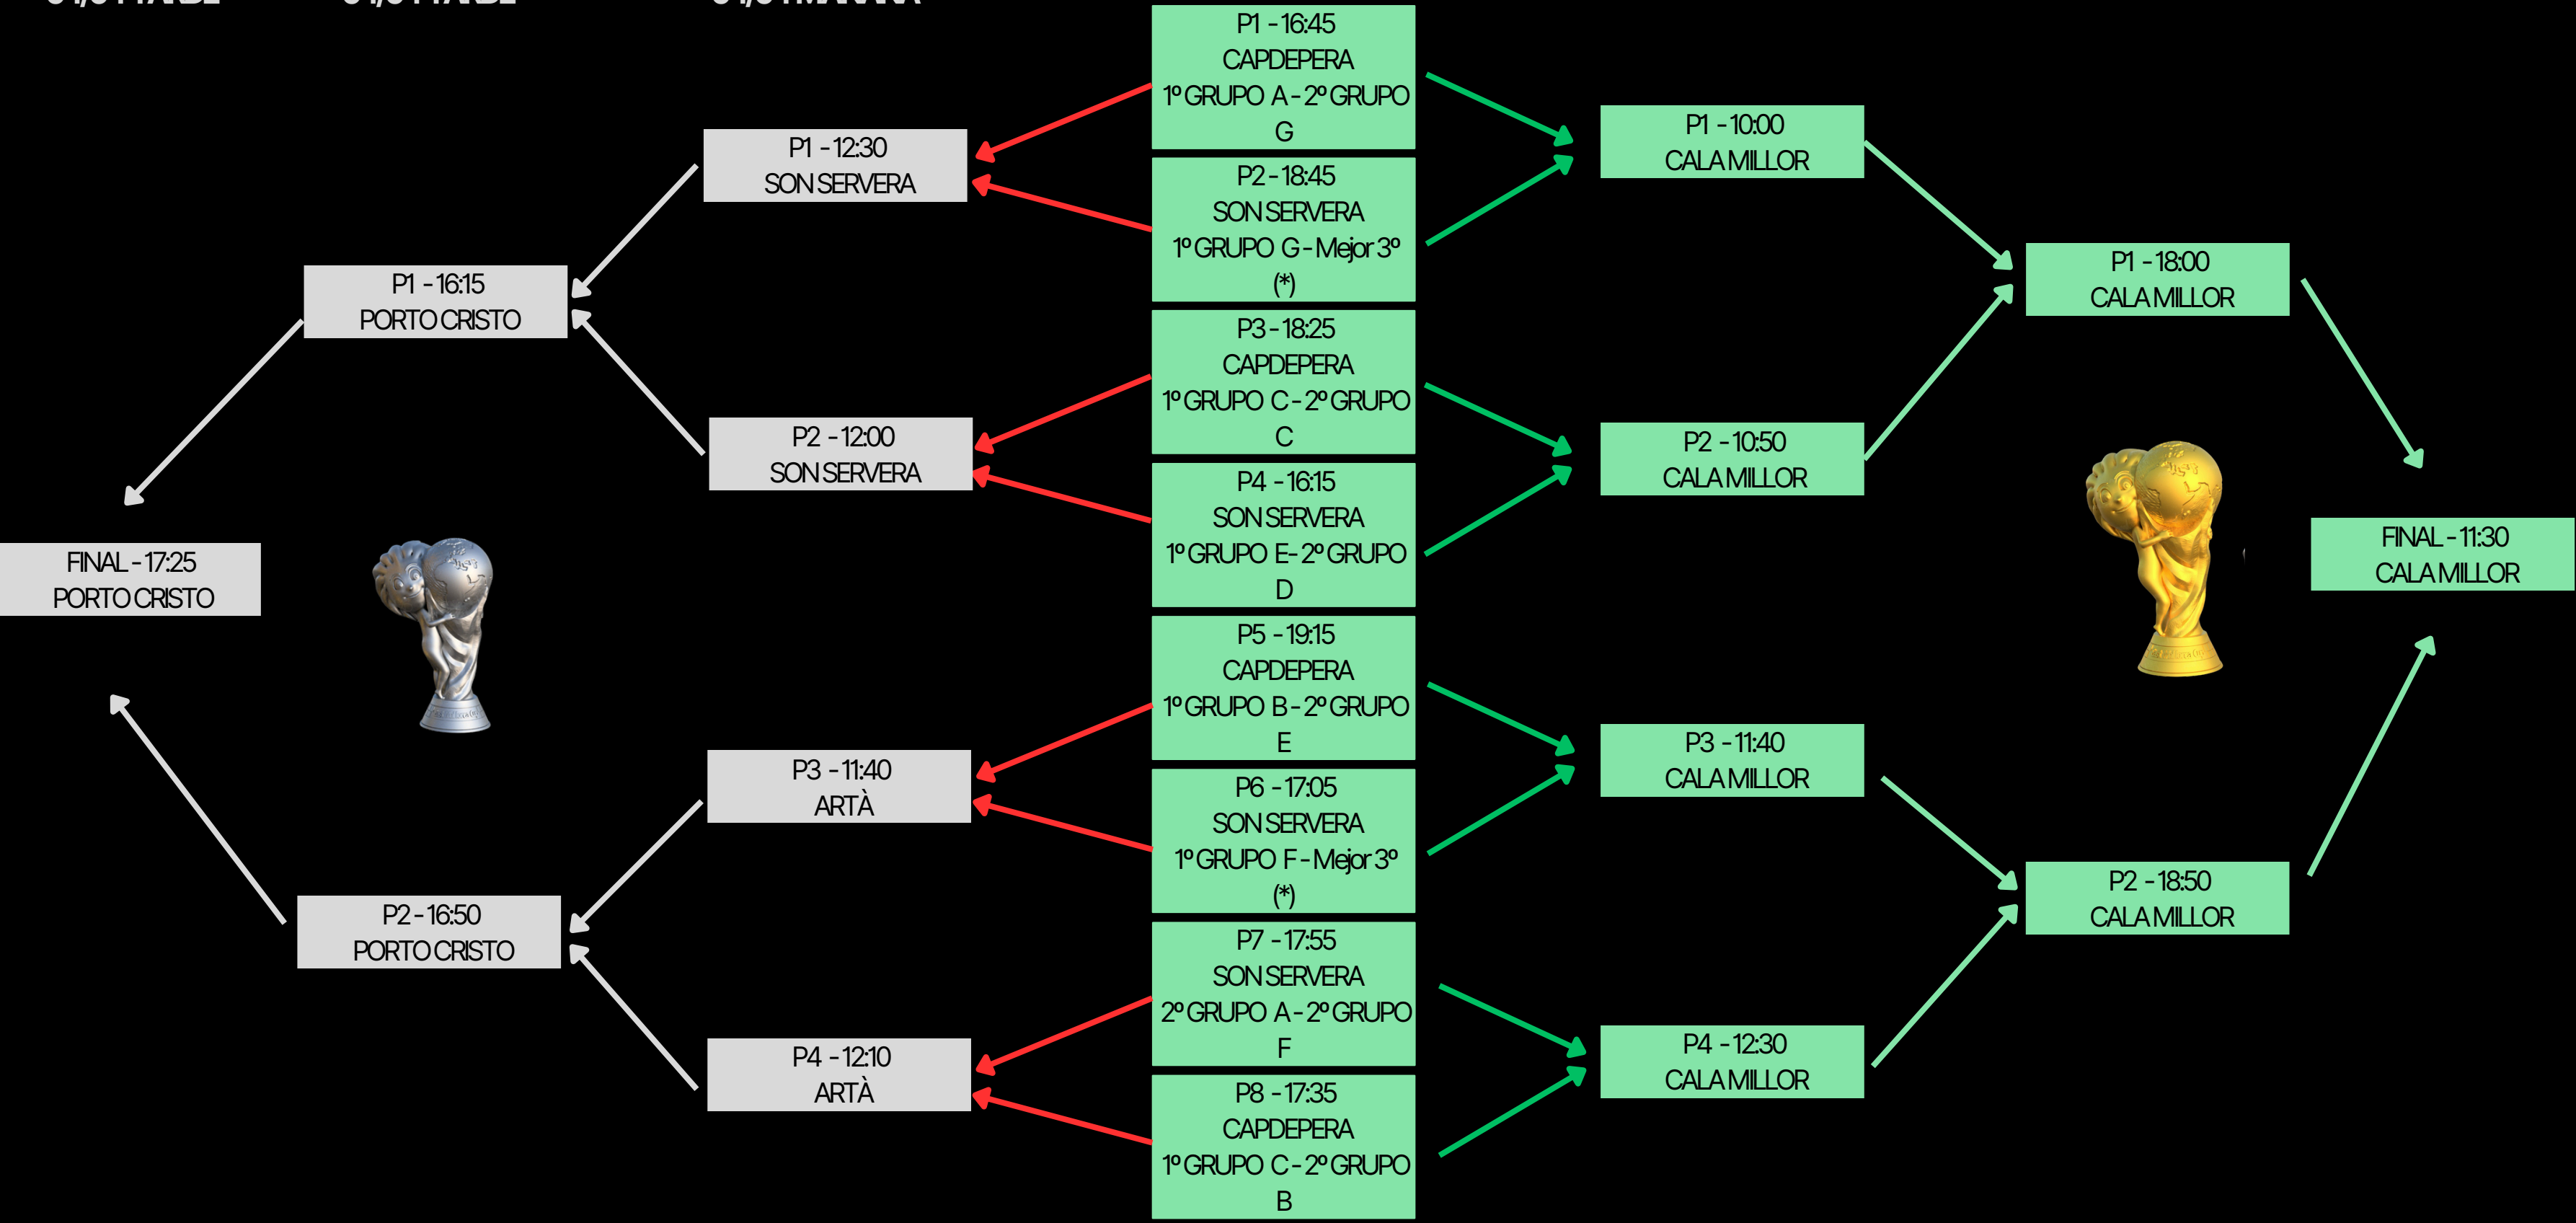 P1 - 16:45
CAPDEPERA
1º GRUPO A - 2º GRUPO
G
P2 - 18:45
SON SERVERA
1º GRUPO G - Mejor 3º
(*)
P3 - 18:25
CAPDEPERA
1º GRUPO C - 2º GRUPO
C
P4 - 16:15
SON SERVERA
1º GRUPO E- 2º GRUPO
D
P5 - 19:15
CAPDEPERA
1º GRUPO B - 2º GRUPO
E
P6 - 17:05
SON SERVERA
1º GRUPO F - Mejor 3º
(*)
P7 - 17:55
SON SERVERA
2º GRUPO A - 2º GRUPO
F
P8 - 17:35
CAPDEPERA
1º GRUPO C - 2º GRUPO
B
P1 - 12:30
SON SERVERA
P2 - 12:00
SON SERVERA
P3 - 11:40
ARTÀ
P4 - 12:10
ARTÀ
P1 - 16:15
PORTO CRISTO
P2 - 16:50
PORTO CRISTO
FINAL - 17:25
PORTO CRISTO
P1 - 10:00
CALA MILLOR
P2 - 10:50
CALA MILLOR
P3 - 11:40
CALA MILLOR
P4 - 12:30
CALA MILLOR
P1 - 18:00
CALA MILLOR
P2 - 18:50
CALA MILLOR
FINAL - 11:30
CALA MILLOR